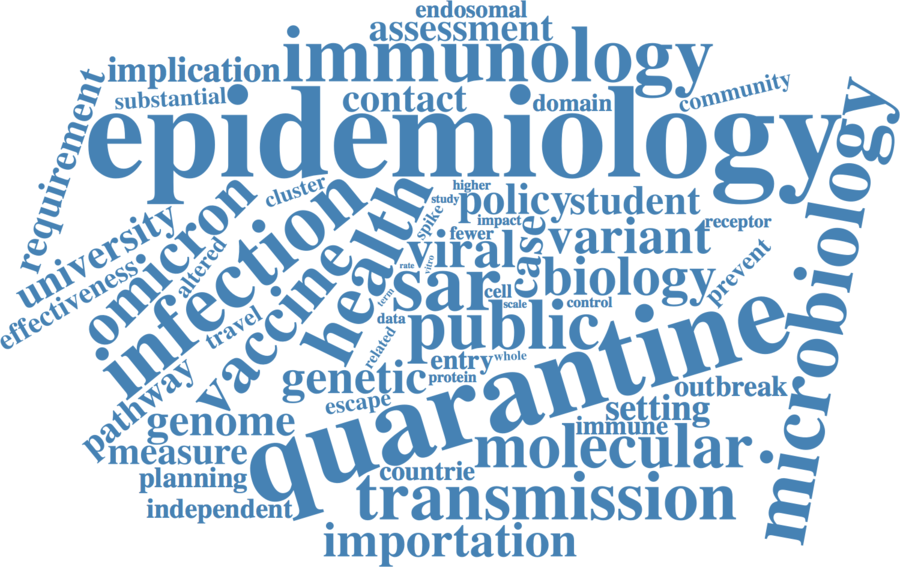 endosomal
assessment
immunology
implication
substantial
contact
domain
community
epidemiology
requirement
microbiology
cluster
higher
study
policy
student
spike
impact
fewer
receptor
university
omicron
altered
infection
vaccine
health
viral
case
variant
effectiveness
rate
vitro
sar
cell
biology
prevent
term
scale
control
travel
data
public
related
entry
whole
quarantine
pathway
genetic
protein
outbreak
escape
setting
genome
immune
measure
molecular
planning
countrie
independent
transmission
importation